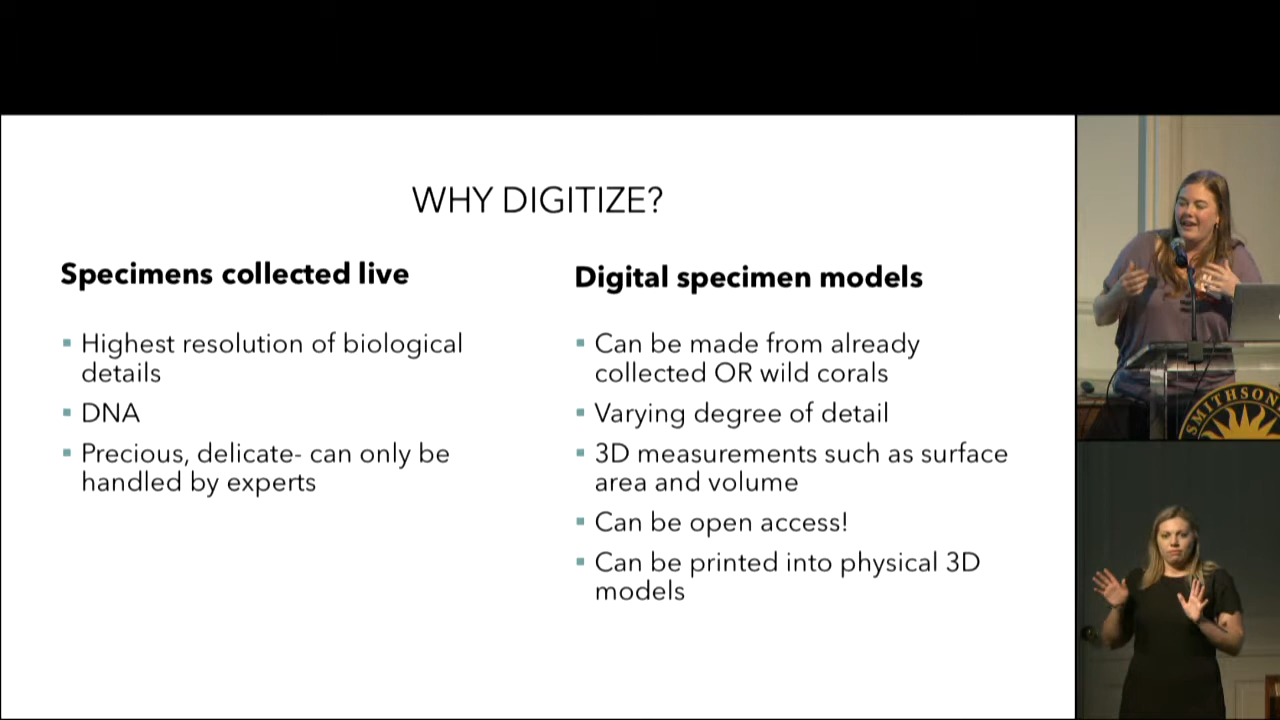 WHY DIGITIZE?
Specimens collected live
▪ Highest resolution of biological
details
▪ DNA
▪ Precious, delicate- can only be
handled by experts
Digital specimen models
▪ Can be made from already
collected OR wild corals
▪ Varying degree of detail
▪ 3D measurements such as surface
area and volume
▪ Can be open access!
▪ Can be printed into physical 3D
models
SMITHSON